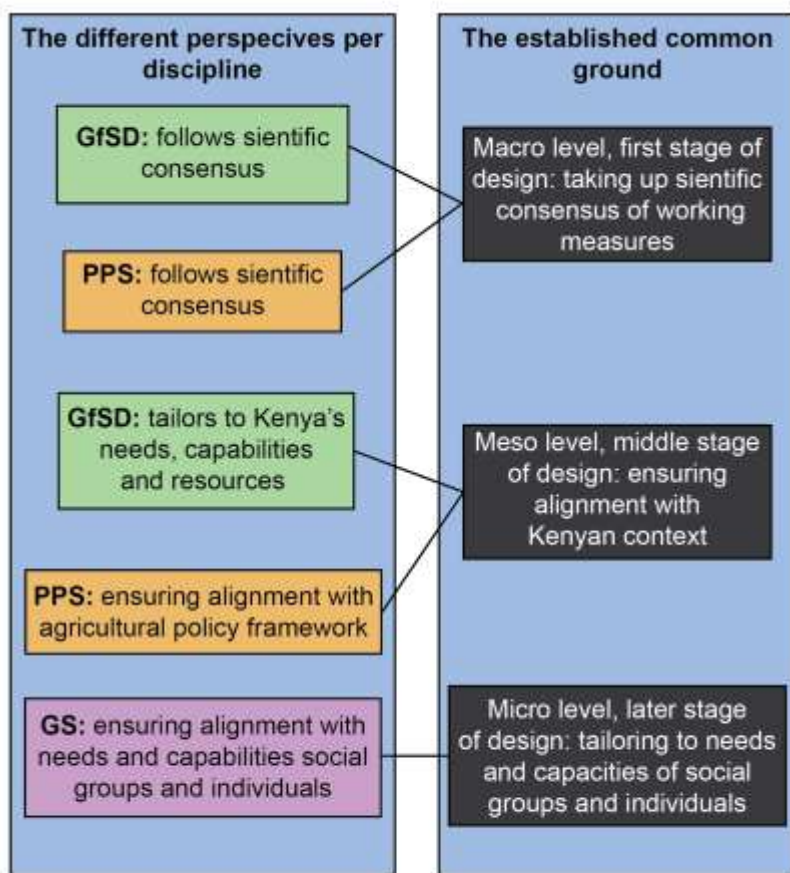 The different perspecives per
discipline
GfSD: follows sientific
consensus
PPS: follows sientific
consensus
GfSD: tailors to Kenya's
needs, capabilities
and resources
PPS: ensuring alignment with
agricultural policy framework
GS: ensuring alignment with
needs and capabilities social
groups and individuals
The established common
ground
Macro level, first stage of
design: taking up sientific
consensus of working
measures
Meso level, middle stage
of design: ensuring
alignment with
Kenyan context
Micro level, later stage
of design: tailoring to needs
and capacities of social
groups and individuals